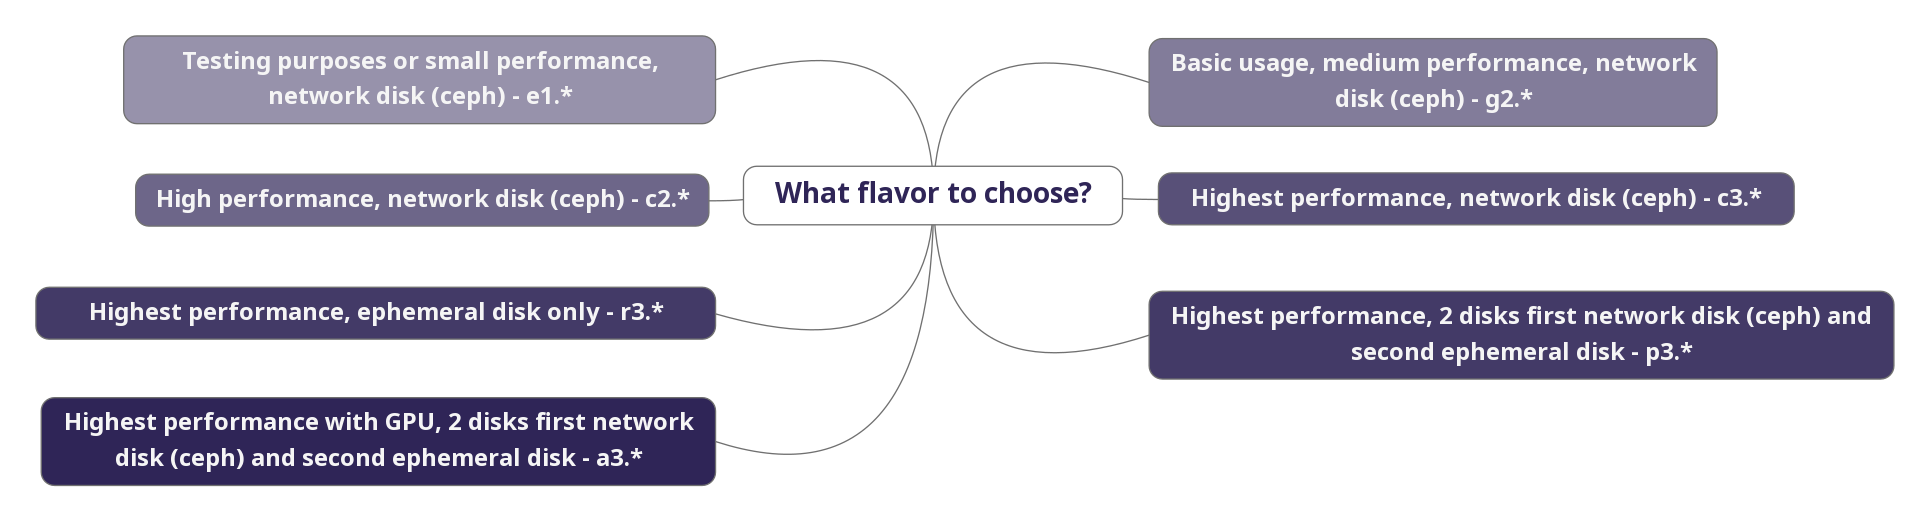 Testing purposes or small performance,
network disk (ceph) - e1.*
Basic usage, medium performance, network
disk (ceph) - g2.*
High performance, network disk (ceph) - c2.*
What flavor to choose?
Highest performance, network disk (ceph) - c3.*
Highest performance, ephemeral disk only - r3.*
Highest performance, 2 disks first network disk (ceph) and
second ephemeral disk - p3.*
Highest performance with GPU, 2 disks first network
disk (ceph) and second ephemeral disk - a3.*